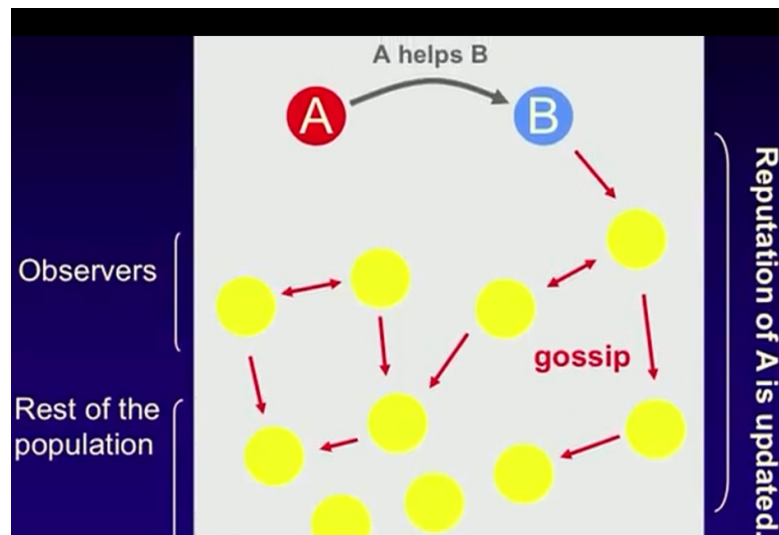 A helps B
A
B
Observers
gossip
Rest of the
population
Reputation of A is updated.